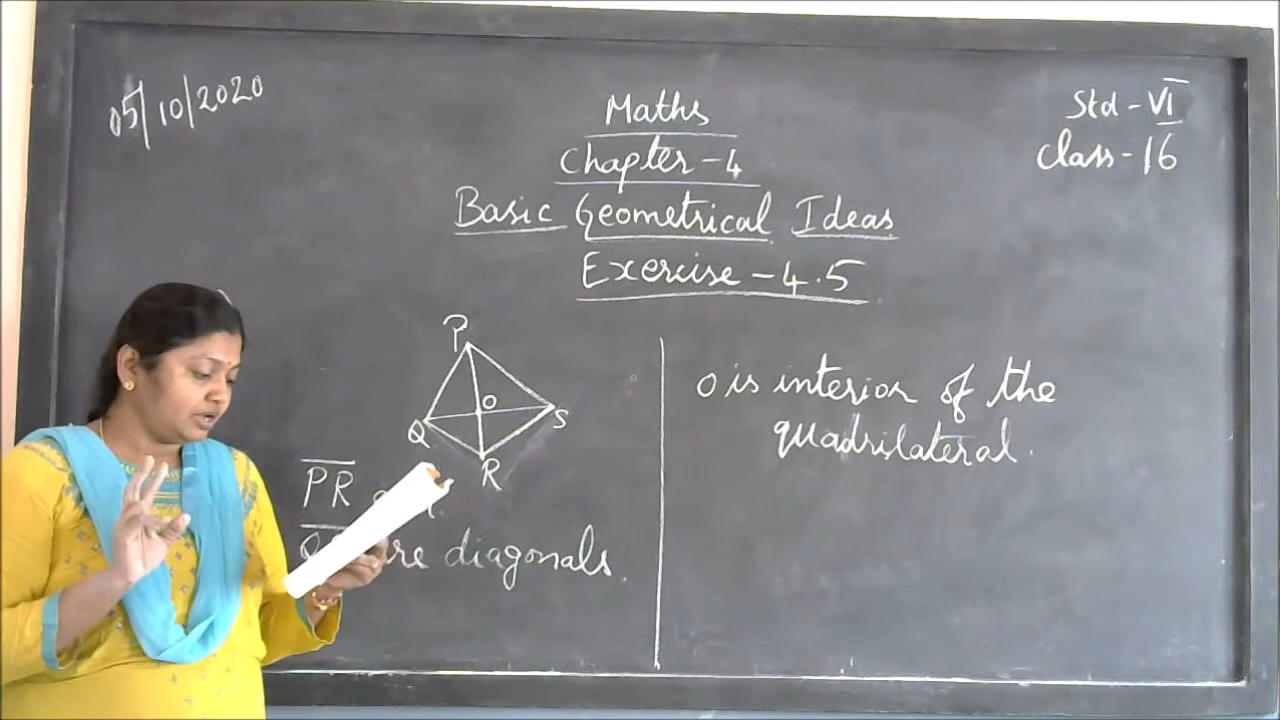 05/10/2020
Maths
Chapter-4
Basic Geometrical Ideas
Exercise-4.5
Std-VI
Class-16
P
O
Q
S
R
PR
are diagonals.
O is interior of the
quadrilateral.